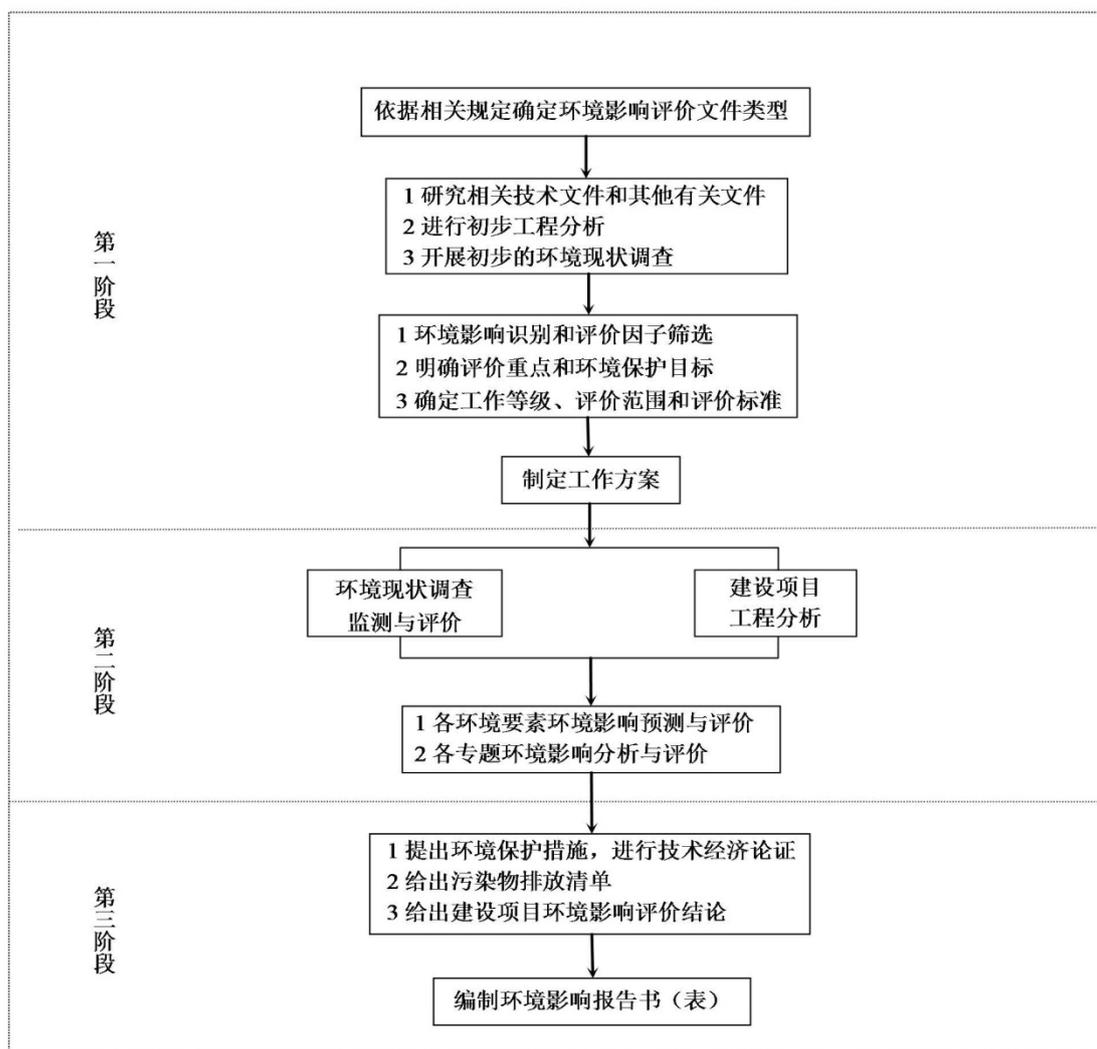 依据相关规定确定环境影响评价文件类型
1 研究相关技术文件和其他有关文件
2 进行初步工程分析
3 开展初步的环境现状调查
第一阶段
1 环境影响识别和评价因子筛选
2 明确评价重点和环境保护目标
3 确定工作等级、评价范围和评价标准
制定工作方案
环境现状调查
监测与评价
建设项目
工程分析
第二阶段
1 各环境要素环境影响预测与评价
2 各专题环境影响分析与评价
1 提出环境保护措施，进行技术经济论证
2 给出污染物排放清单
3 给出建设项目环境影响评价结论
第三阶段
编制环境影响报告书（表）